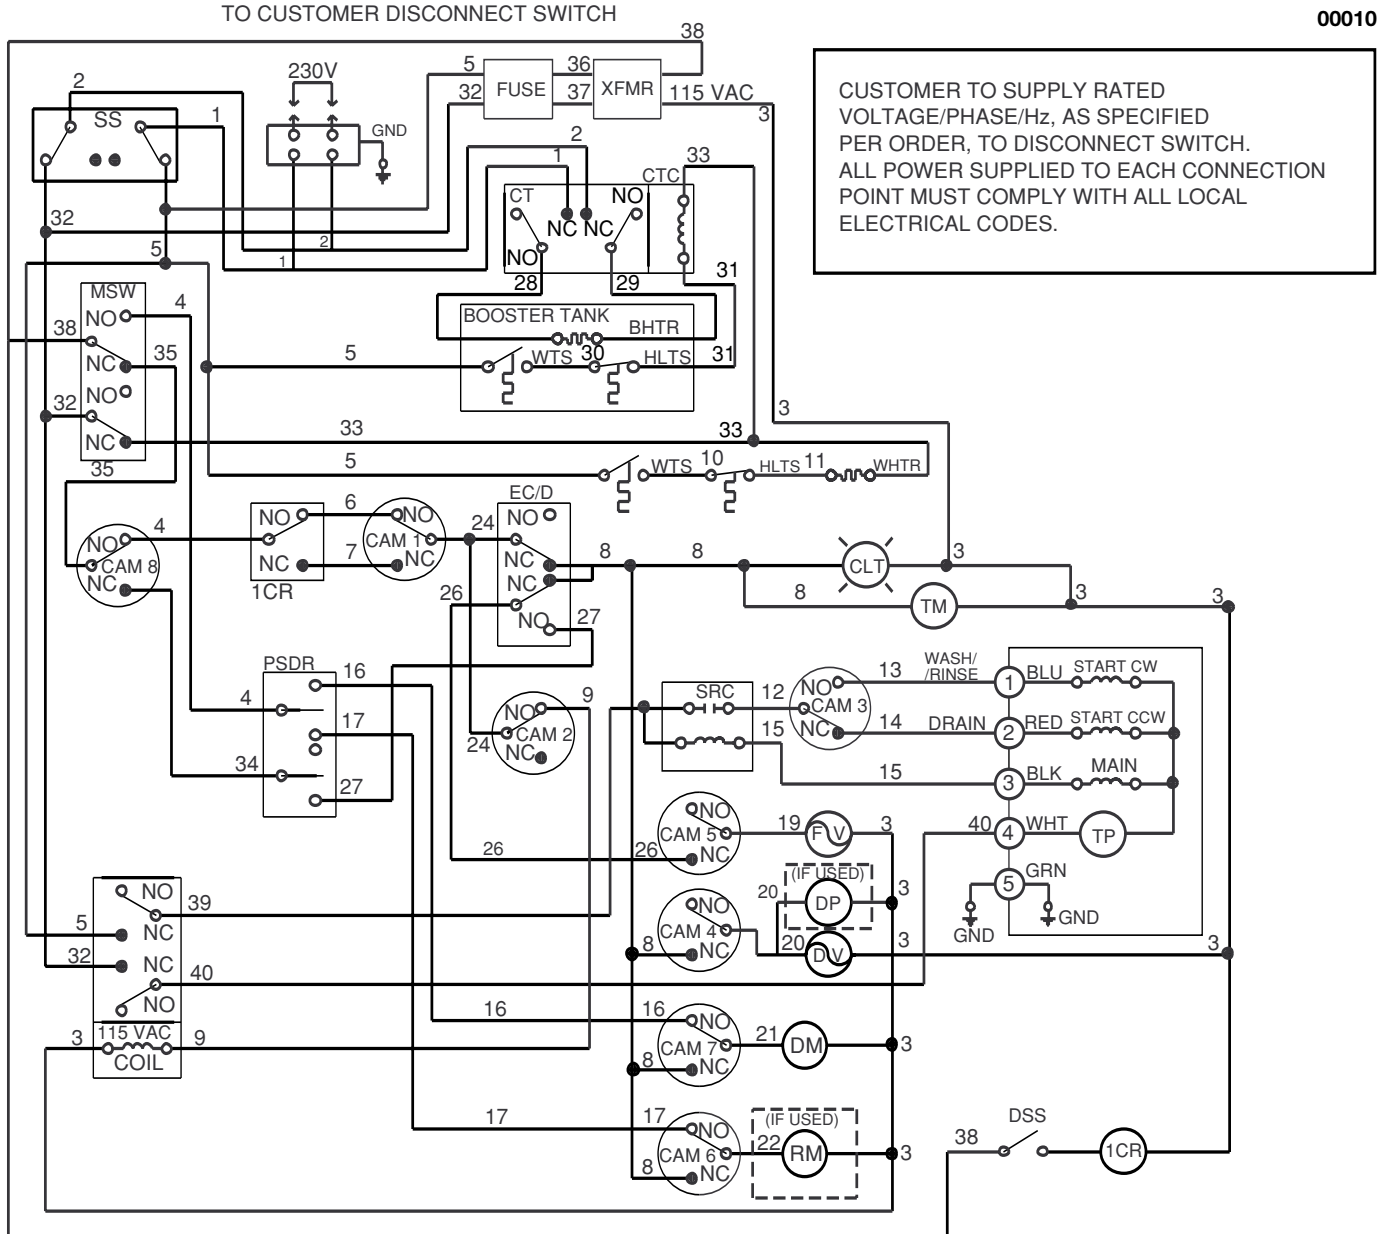 TO CUSTOMER DISCONNECT SWITCH
00010
38
CUSTOMER TO SUPPLY RATED
VOLTAGE/PHASE/Hz, AS SPECIFIED
PER ORDER, TO DISCONNECT SWITCH.
ALL POWER SUPPLIED TO EACH CONNECTION
POINT MUST COMPLY WITH ALL LOCAL
ELECTRICAL CODES.
2
230V
5 FUSE 36 XFMR
32 37 115 VAC
3
SS 1
GND
2
1
33
CTC
CT NO
NC NC
NO
32
2
5
1
28 29
31
MSW
NO 4
BOOSTER TANK
BHTR
38
NC 35
5
WTS 30 HLTS 31
NO
32
3
NC
33 33
35
5
WTS 10 HLTS 11 WHTR
EC/D
6
NO NO 24 NO
4
NO CAM 1
CAM 8 NC 7 NC NC
NC NC
1CR
8 8 CLT 3
26
NO 27
8 TM 3 3
PSDR
16
4
17
34
27
9
NO
CAM 2
24 NC
SRC 12
15
13 WASH/
/RINSE
1 BLU START CW
NO
CAM 3
NC 14 DRAIN 2 RED START CCW
15 3 BLK MAIN
40 4 WHT TP
5 GRN
GND GND
NO 19 F V 3
CAM 5
26 26 NC
(IF USED)
20 DP 3
NO
CAM 4
8 NC 20 D V 3 3
NO
39
5 NC
32 NC
40
NO
3 115 VAC 9
COIL
16 16 NO
CAM 7 21 DM 3
8 NC
17 17 NO
(IF USED)
CAM 6 22 RM 3
8 NC
DSS
38 1CR